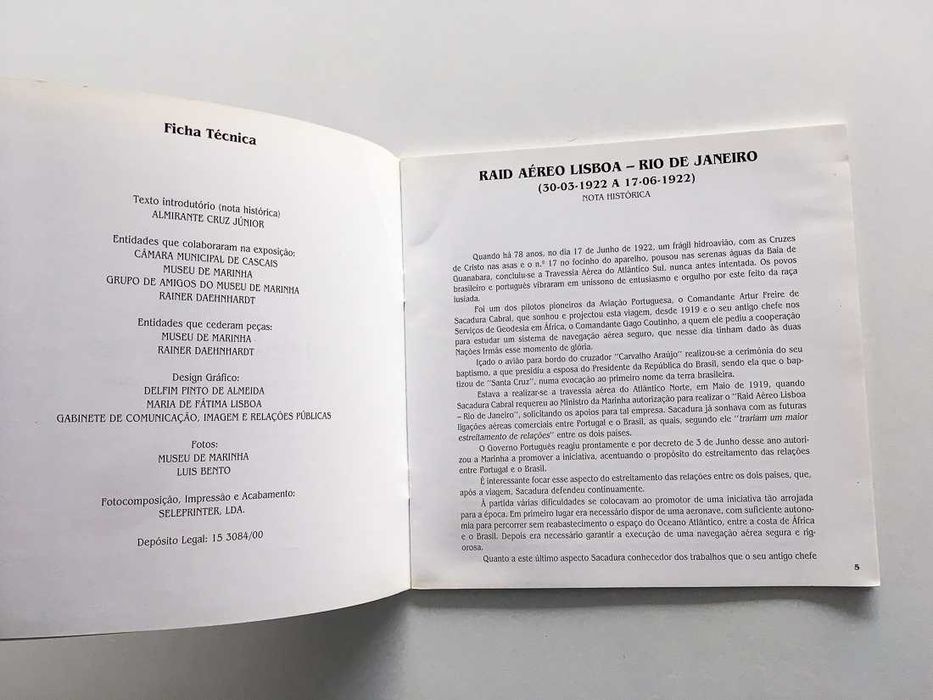 Ficha Técnica
Texto introdutório (nota histórica)
ALMIRANTE CRUZ JÚNIOR
Entidades que colaboraram na exposição:
CÂMARA MUNICIPAL DE CASCAIS
MUSEU DE MARINHA
GRUPO DE AMIGOS DO MUSEU DE MARINHA
RAINER DAEHNHARDT
Entidades que cederam peças:
MUSEU DE MARINHA
RAINER DAEHNHARDT
Design Gráfico:
DELFIM PINTO DE ALMEIDA
MARIA DE FÁTIMA LISBOA
GABINETE DE COMUNICAÇÃO, IMAGEM E RELAÇÕES PÚBLICAS
Fotos:
MUSEU DE MARINHA
LUIS BENTO
Fotocomposição, Impressão e Acabamento:
SELEPRINTER, LDA.
Depósito Legal: 15 3084/00
RAID AÉREO LISBOA – RIO DE JANEIRO
(30-03-1922 A 17-06-1922)
NOTA HISTÓRICA
Quando há 78 anos, no dia 17 de Junho de 1922, um frágil hidroavião, com as Cruzes
de Cristo nas asas e o n.º 17 no focinho do aparelho, pousou nas serenas águas da Baia de
Guanabara, concluiu-se a Travessia Aérea do Atlântico Sul, nunca antes intentada. Os povos
brasileiro e português vibraram em unissono de entusiasmo e orgulho por este feito da raça
lusiada.
Foi um dos pilotos pioneiros da Aviação Portuguesa, o Comandante Artur Freire de
Sacadura Cabral, que sonhou e projectou esta viagem, desde 1919 e o seu antigo chefe nos
Serviços de Geodesia em África, o Comandante Gago Coutinho, a quem ele pediu a cooperação
para estudar um sistema de navegação aérea seguro, que nesse dia tinham dado às duas
Nações Irmãs esse momento de glória.
Içado o avião para bordo do cruzador "Carvalho Araújo" realizou-se a cerimónia do seu
baptismo, a que presidiu a esposa do Presidente da República do Brasil, sendo ela que o bap-
tizou de "Santa Cruz", numa evocação ao primeiro nome da terra brasileira.
Estava a realizar-se a travessia aérea do Atlântico Norte, em Maio de 1919, quando
Sacadura Cabral requereu ao Ministro da Marinha autorização para realizar o "Raid Aéreo Lisboa
– Rio de Janeiro", solicitando os apoios para tal empresa. Sacadura já sonhava com as futuras
ligações aéreas comerciais entre Portugal e o Brasil, as quais, segundo ele "trariam um maior
estreitamento de relações" entre os dois países.
O Governo Português reagiu prontamente e por decreto de 3 de Junho desse ano autori-
zou a Marinha a promover a iniciativa, acentuando o propósito do estreitamento das relações
entre Portugal e o Brasil.
É interessante focar esse aspecto do estreitamento das relações entre os dois países, que,
após a viagem, Sacadura defendeu continuamente.
À partida várias dificuldades se colocavam ao promotor de uma iniciativa tão arrojada
para a época. Em primeiro lugar era necessário dispor de uma aeronave, com suficiente autono-
mia para percorrer sem reabastecimento o espaço do Oceano Atlântico, entre a costa de África
e o Brasil. Depois era necessário garantir a execução de uma navegação aérea segura e rig-
orosa.
Quanto a este último aspecto Sacadura conhecedor dos trabalhos que o seu antigo chefe
5